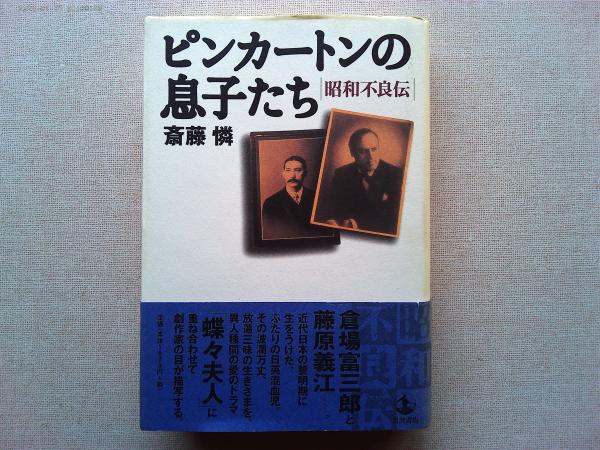 ピンカートンの
息子たち
昭和不良伝
斎藤 憐
昭和
不良伝
倉場富三郎と
藤原義江
近代日本の黎明期に
生をうけた、
ふたりの日英混血児、
その波瀾万丈、
放蕩三昧の生きざまを、
異人種間の愛のドラマ
「蝶々夫人」に
重ね合わせて
劇作家の目が描写する
岩波書店